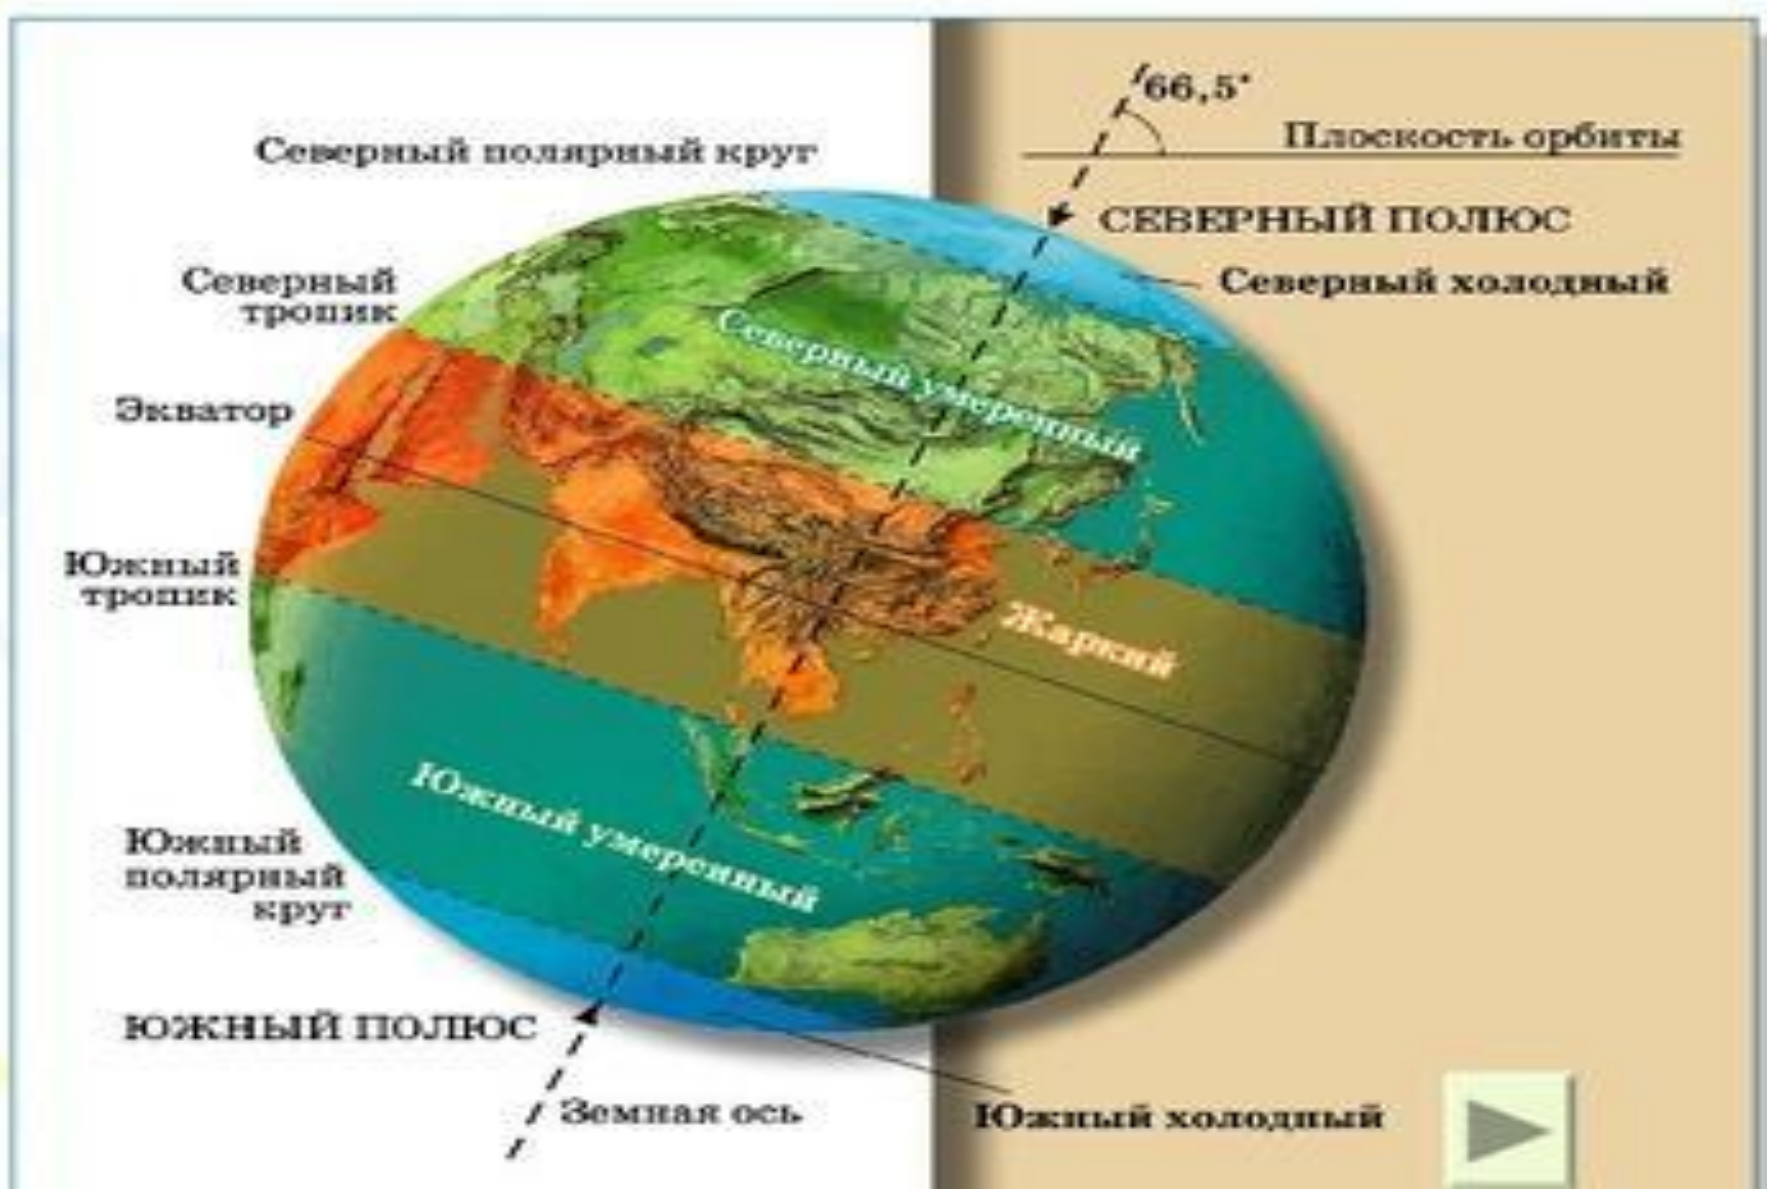 66,5°
Плоскость орбиты
Северный полярный круг
СЕВЕРНЫЙ ПОЛЮС
Северный холодный
Северный
тропик
Северный умеренный
Экватор
Южный
тропик
Жаркий
Южный умеренный
Южный
полярный
круг
ЮЖНЫЙ ПОЛЮС
Земная ось
Южный холодный